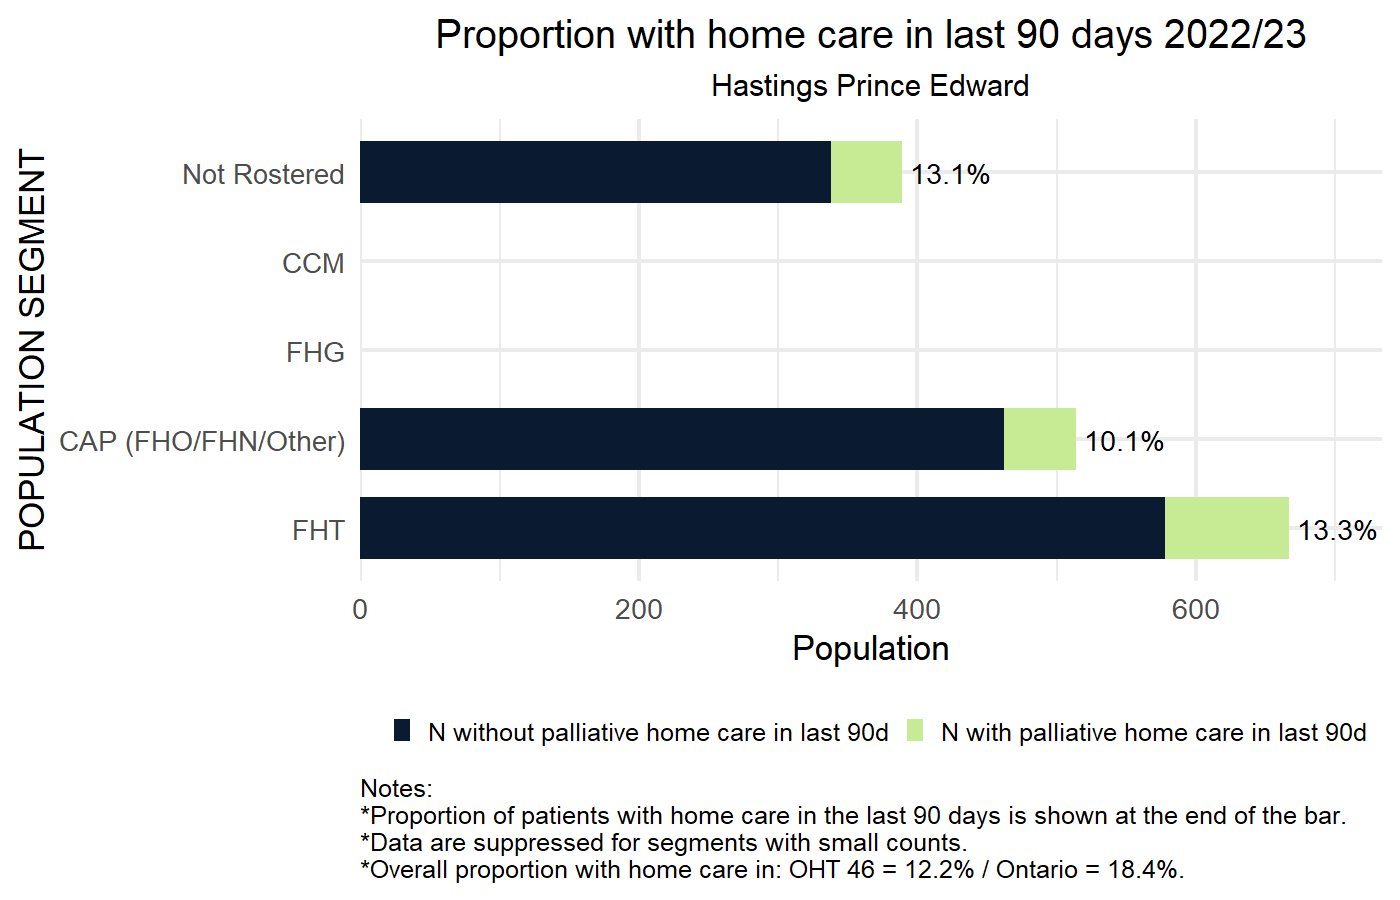 Proportion with home care in last 90 days 2022/23
Hastings Prince Edward
POPULATION SEGMENT
Not Rostered
13.1%
CCM
FHG
CAP (FHO/FHN/Other)
10.1%
FHT
13.3%
0
200
400
600
Population
N without palliative home care in last 90d
N with palliative home care in last 90d
Notes:
*Proportion of patients with home care in the last 90 days is shown at the end of the bar.
*Data are suppressed for segments with small counts.
*Overall proportion with home care in: OHT 46 = 12.2% / Ontario = 18.4%.